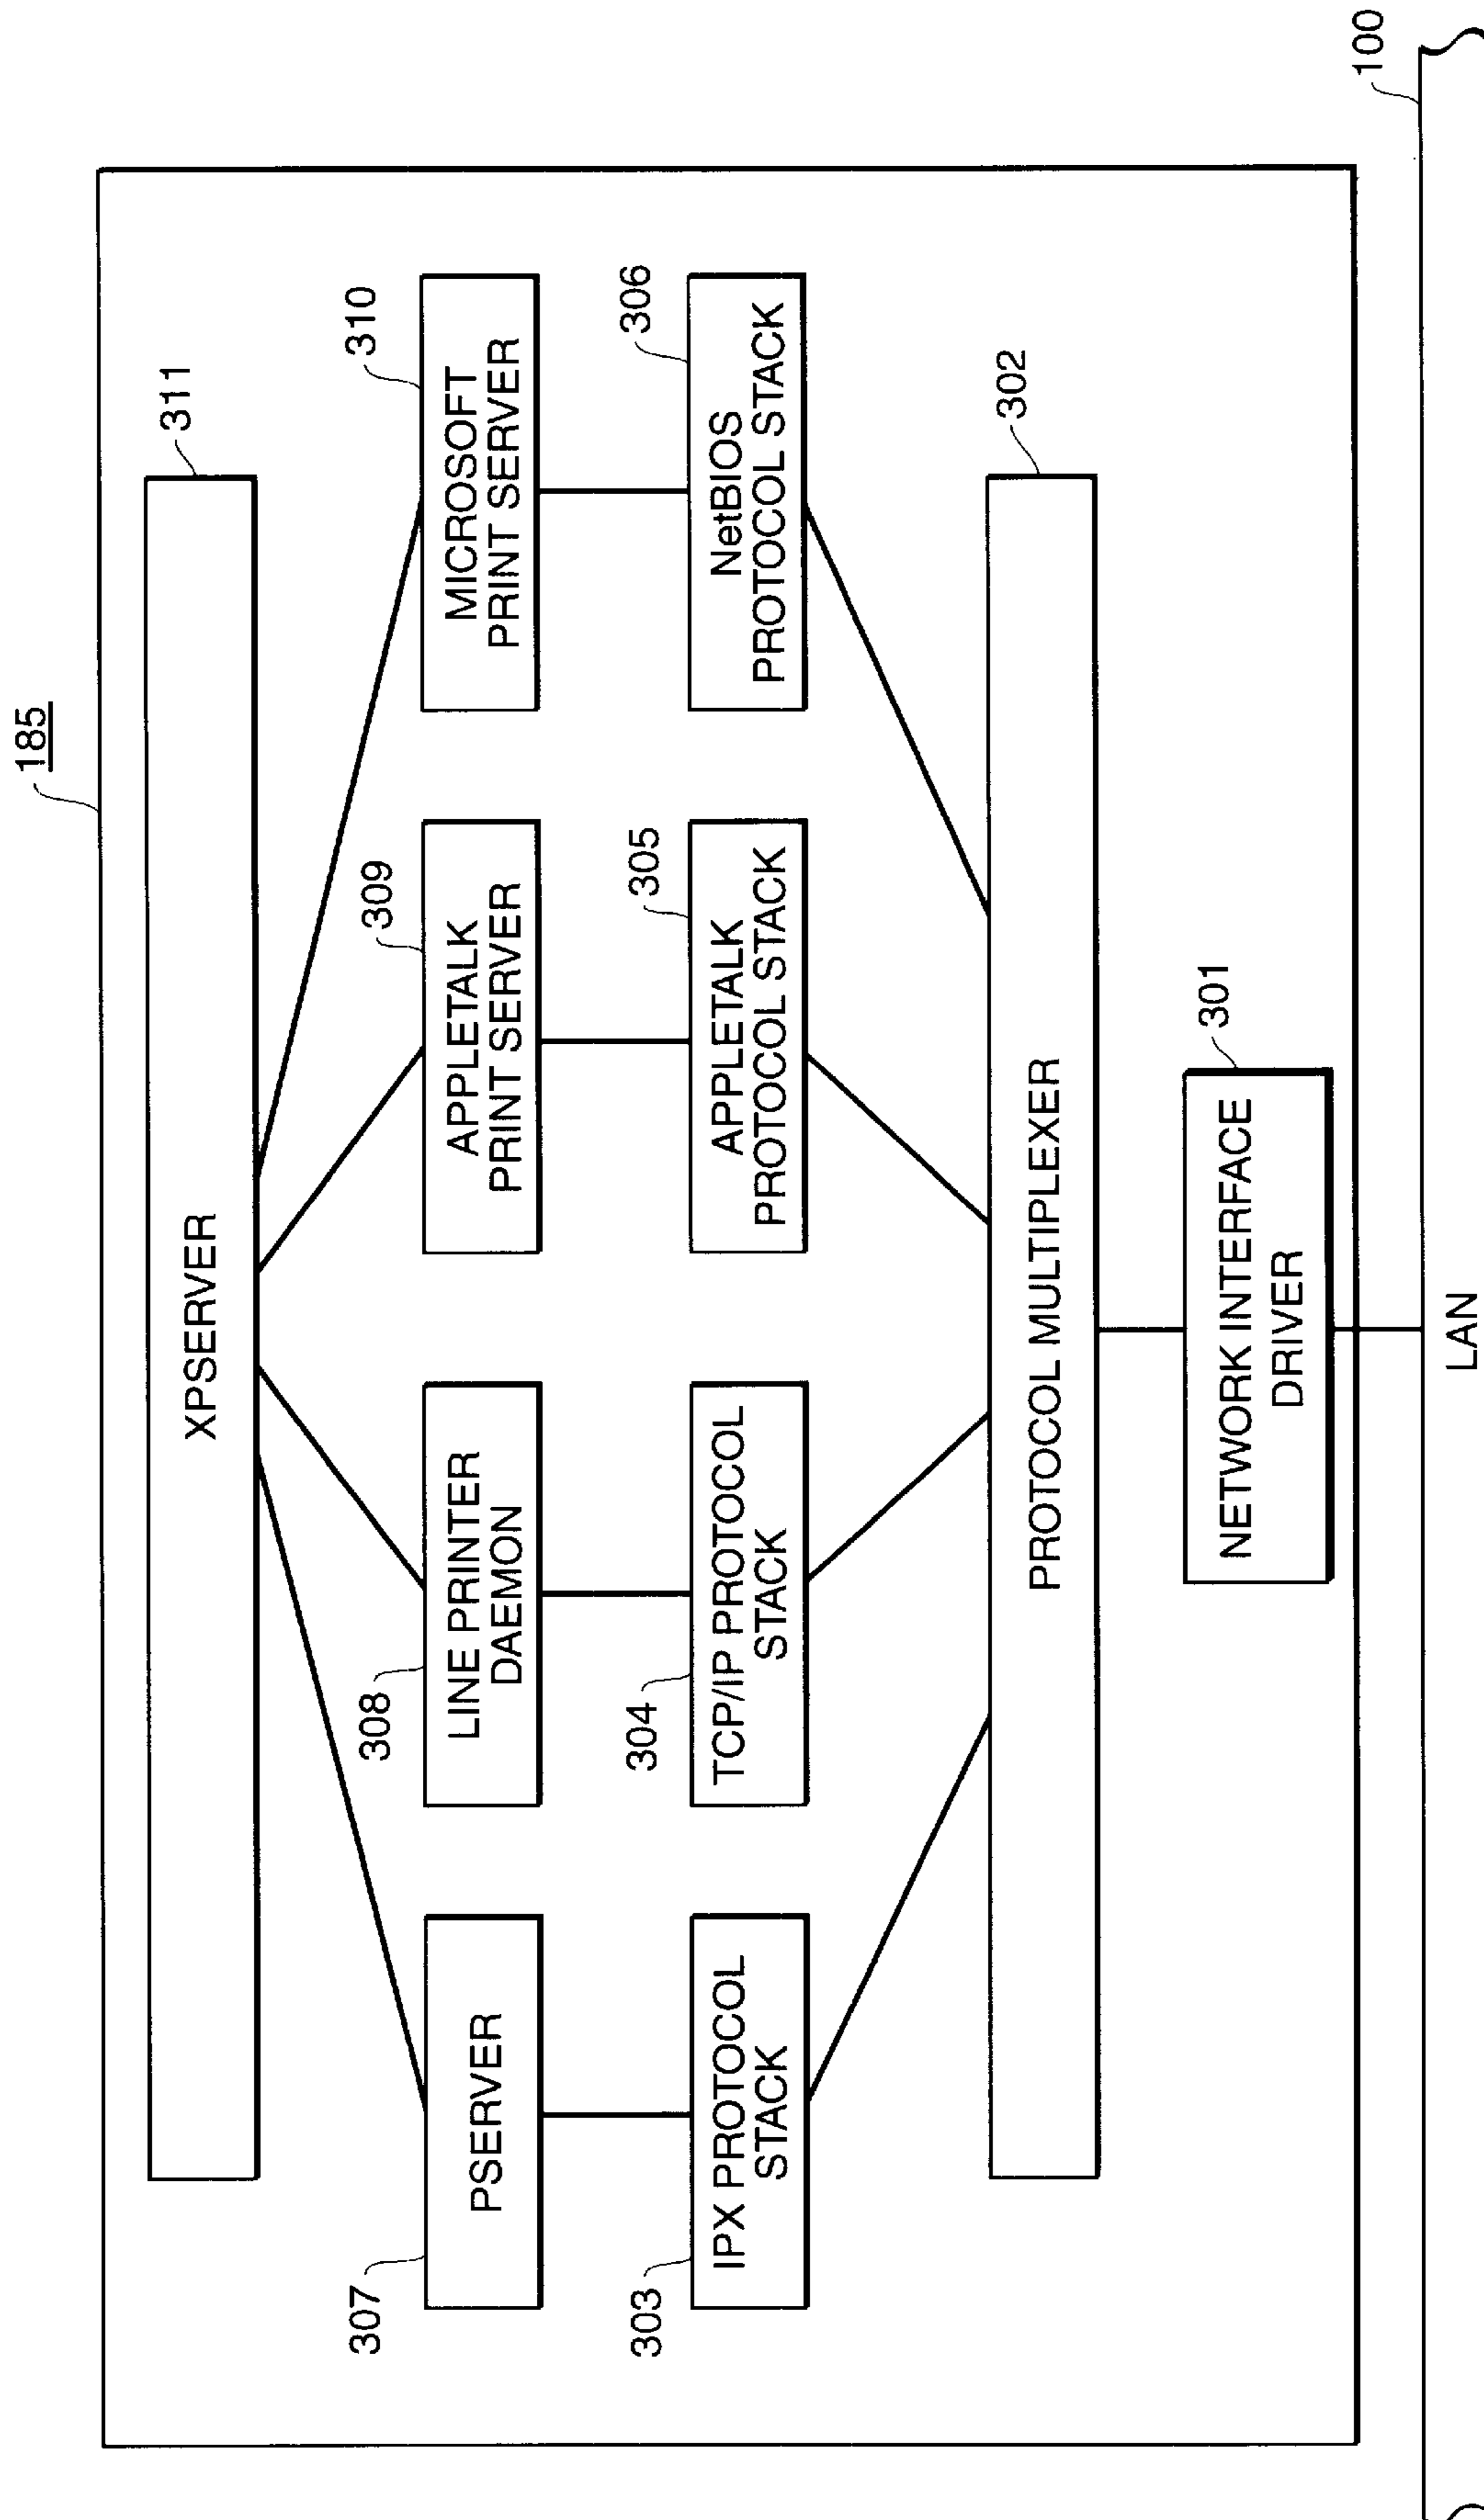 185
XPSERVER
311
307
PSERVER
308
LINE PRINTER
DAEMON
309
APPLETALK
PRINT SERVER
310
MICROSOFT
PRINT SERVER
303
IPX PROTOCOL
STACK
304
TCP/IP PROTOCOL
STACK
305
APPLETALK
PROTOCOL STACK
306
NetBIOS
PROTOCOL STACK
302
PROTOCOL MULTIPLEXER
301
NETWORK INTERFACE
DRIVER
100
LAN